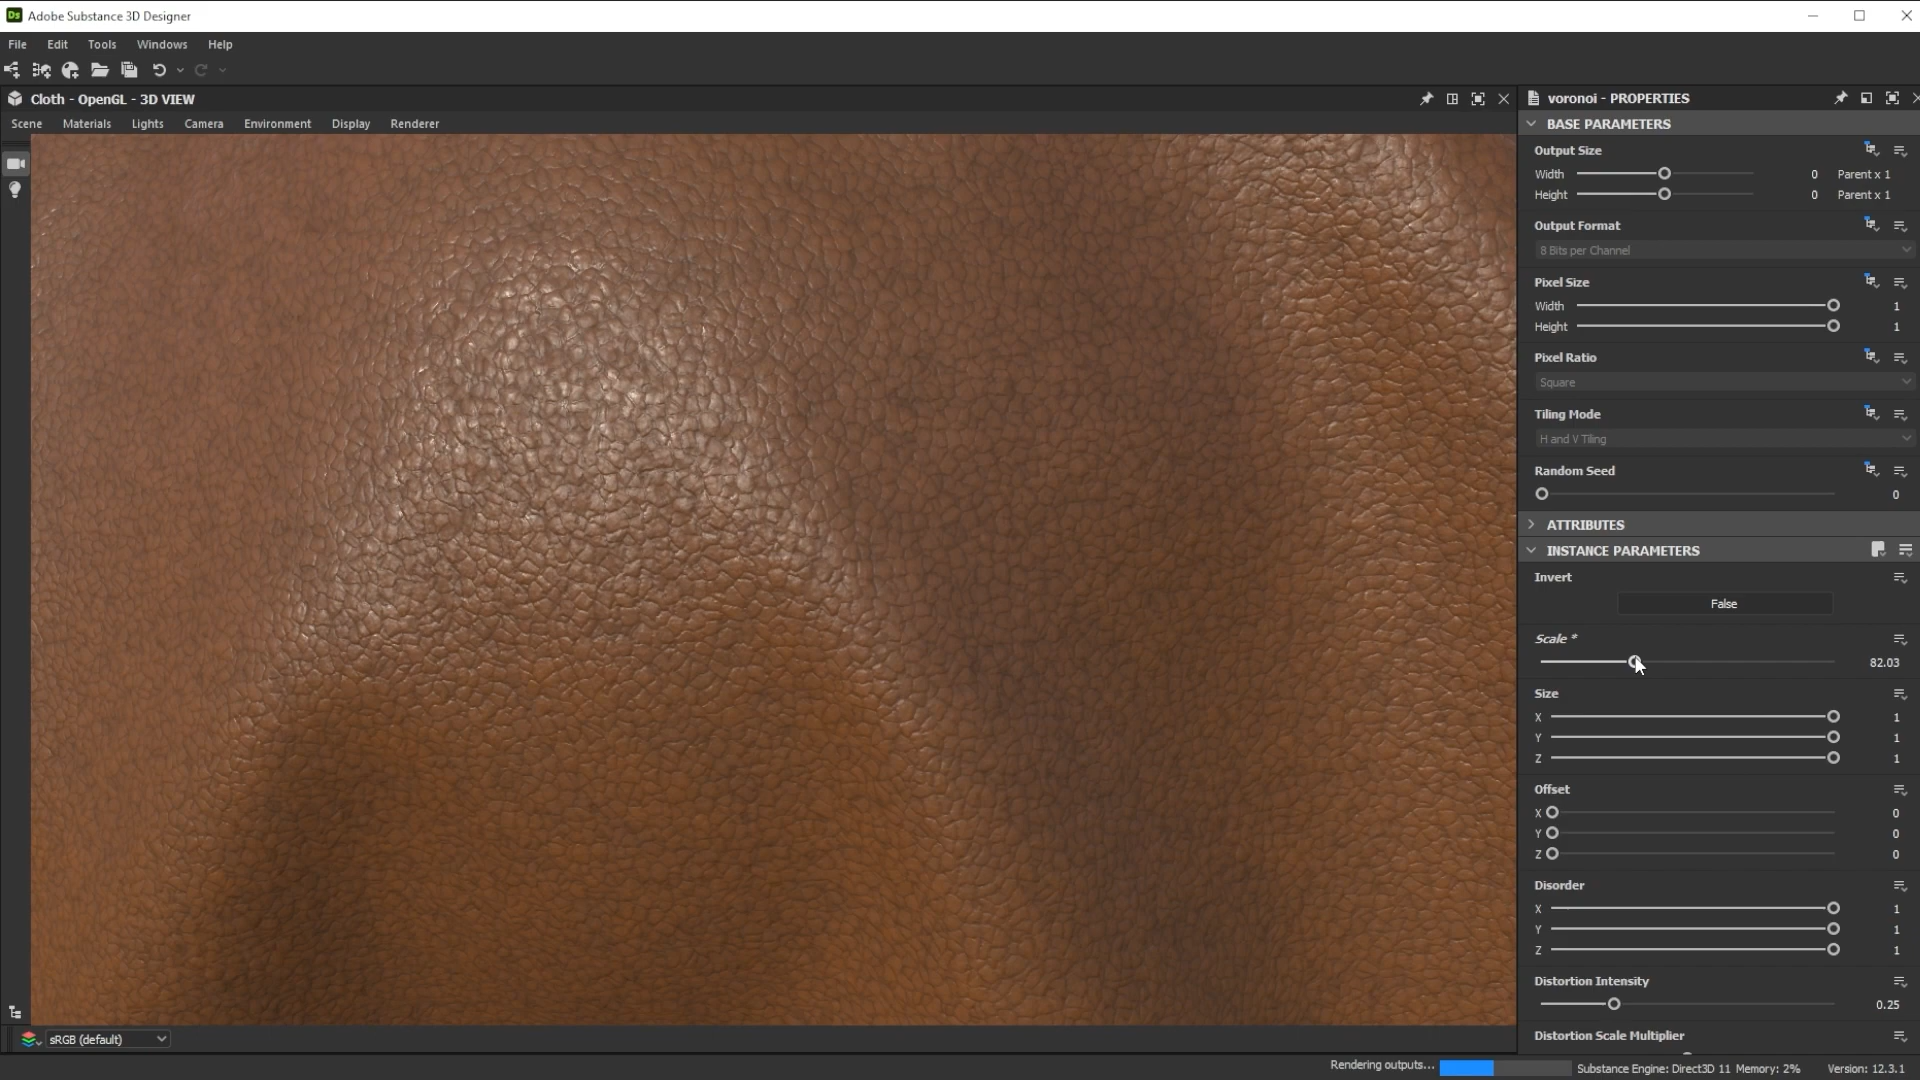 Ds Adobe Substance 3D Designer
File Edit Tools Windows Help
Cloth - OpenGL - 3D VIEW
Scene Materials Lights Camera Environment Display Renderer
voronoi - PROPERTIES
BASE PARAMETERS
Output Size
Width 0 Parent x 1
Height 0 Parent x 1
Output Format
8 Bits per Channel
Pixel Size
Width 1
Height 1
Pixel Ratio
Square
Tiling Mode
H and V Tiling
Random Seed
0
ATTRIBUTES
INSTANCE PARAMETERS
Invert
False
Scale *
82.03
Size
X 1
Y 1
Z 1
Offset
X 0
Y 0
Z 0
Disorder
X 1
Y 1
Z 1
Distortion Intensity
0.25
Distortion Scale Multiplier
sRGB (default)
Rendering outputs... Substance Engine: Direct3D 11 Memory: 2% Version: 12.3.1